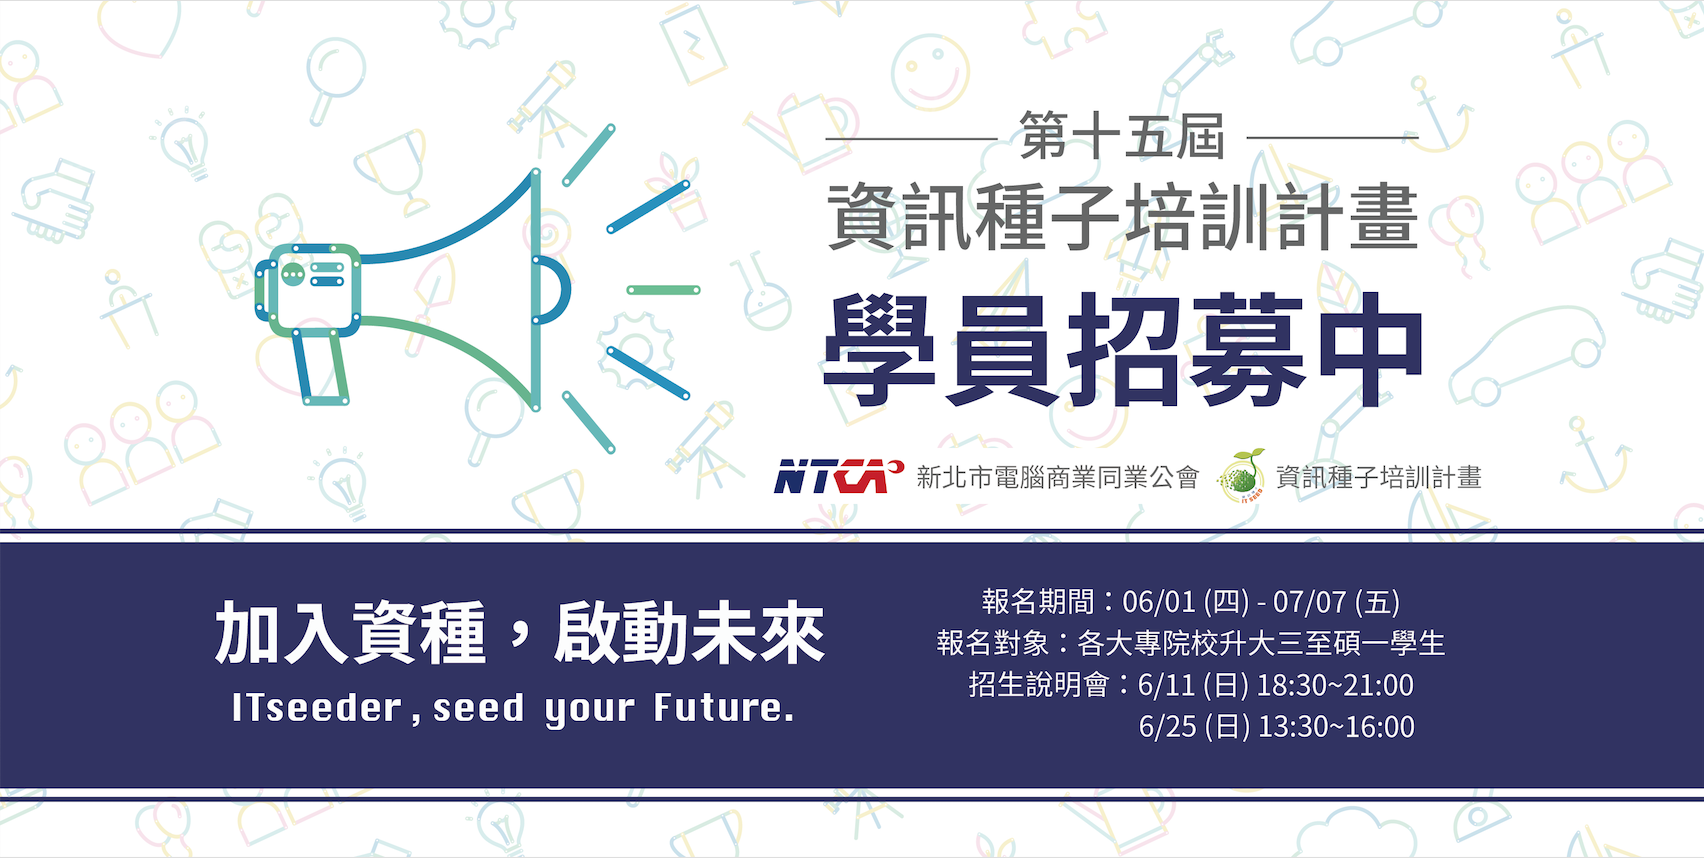 第十五屆
資訊種子培訓計畫
學員招募中
NTCA 新北市電腦商業同業公會 IT SEED 資訊種子培訓計畫
加入資種，啟動未來
ITseeder, seed your Future.
報名期間：06/01 (四) - 07/07 (五)
報名對象：各大專院校升大三至碩一學生
招生說明會：6/11 (日) 18:30~21:00
6/25 (日) 13:30~16:00